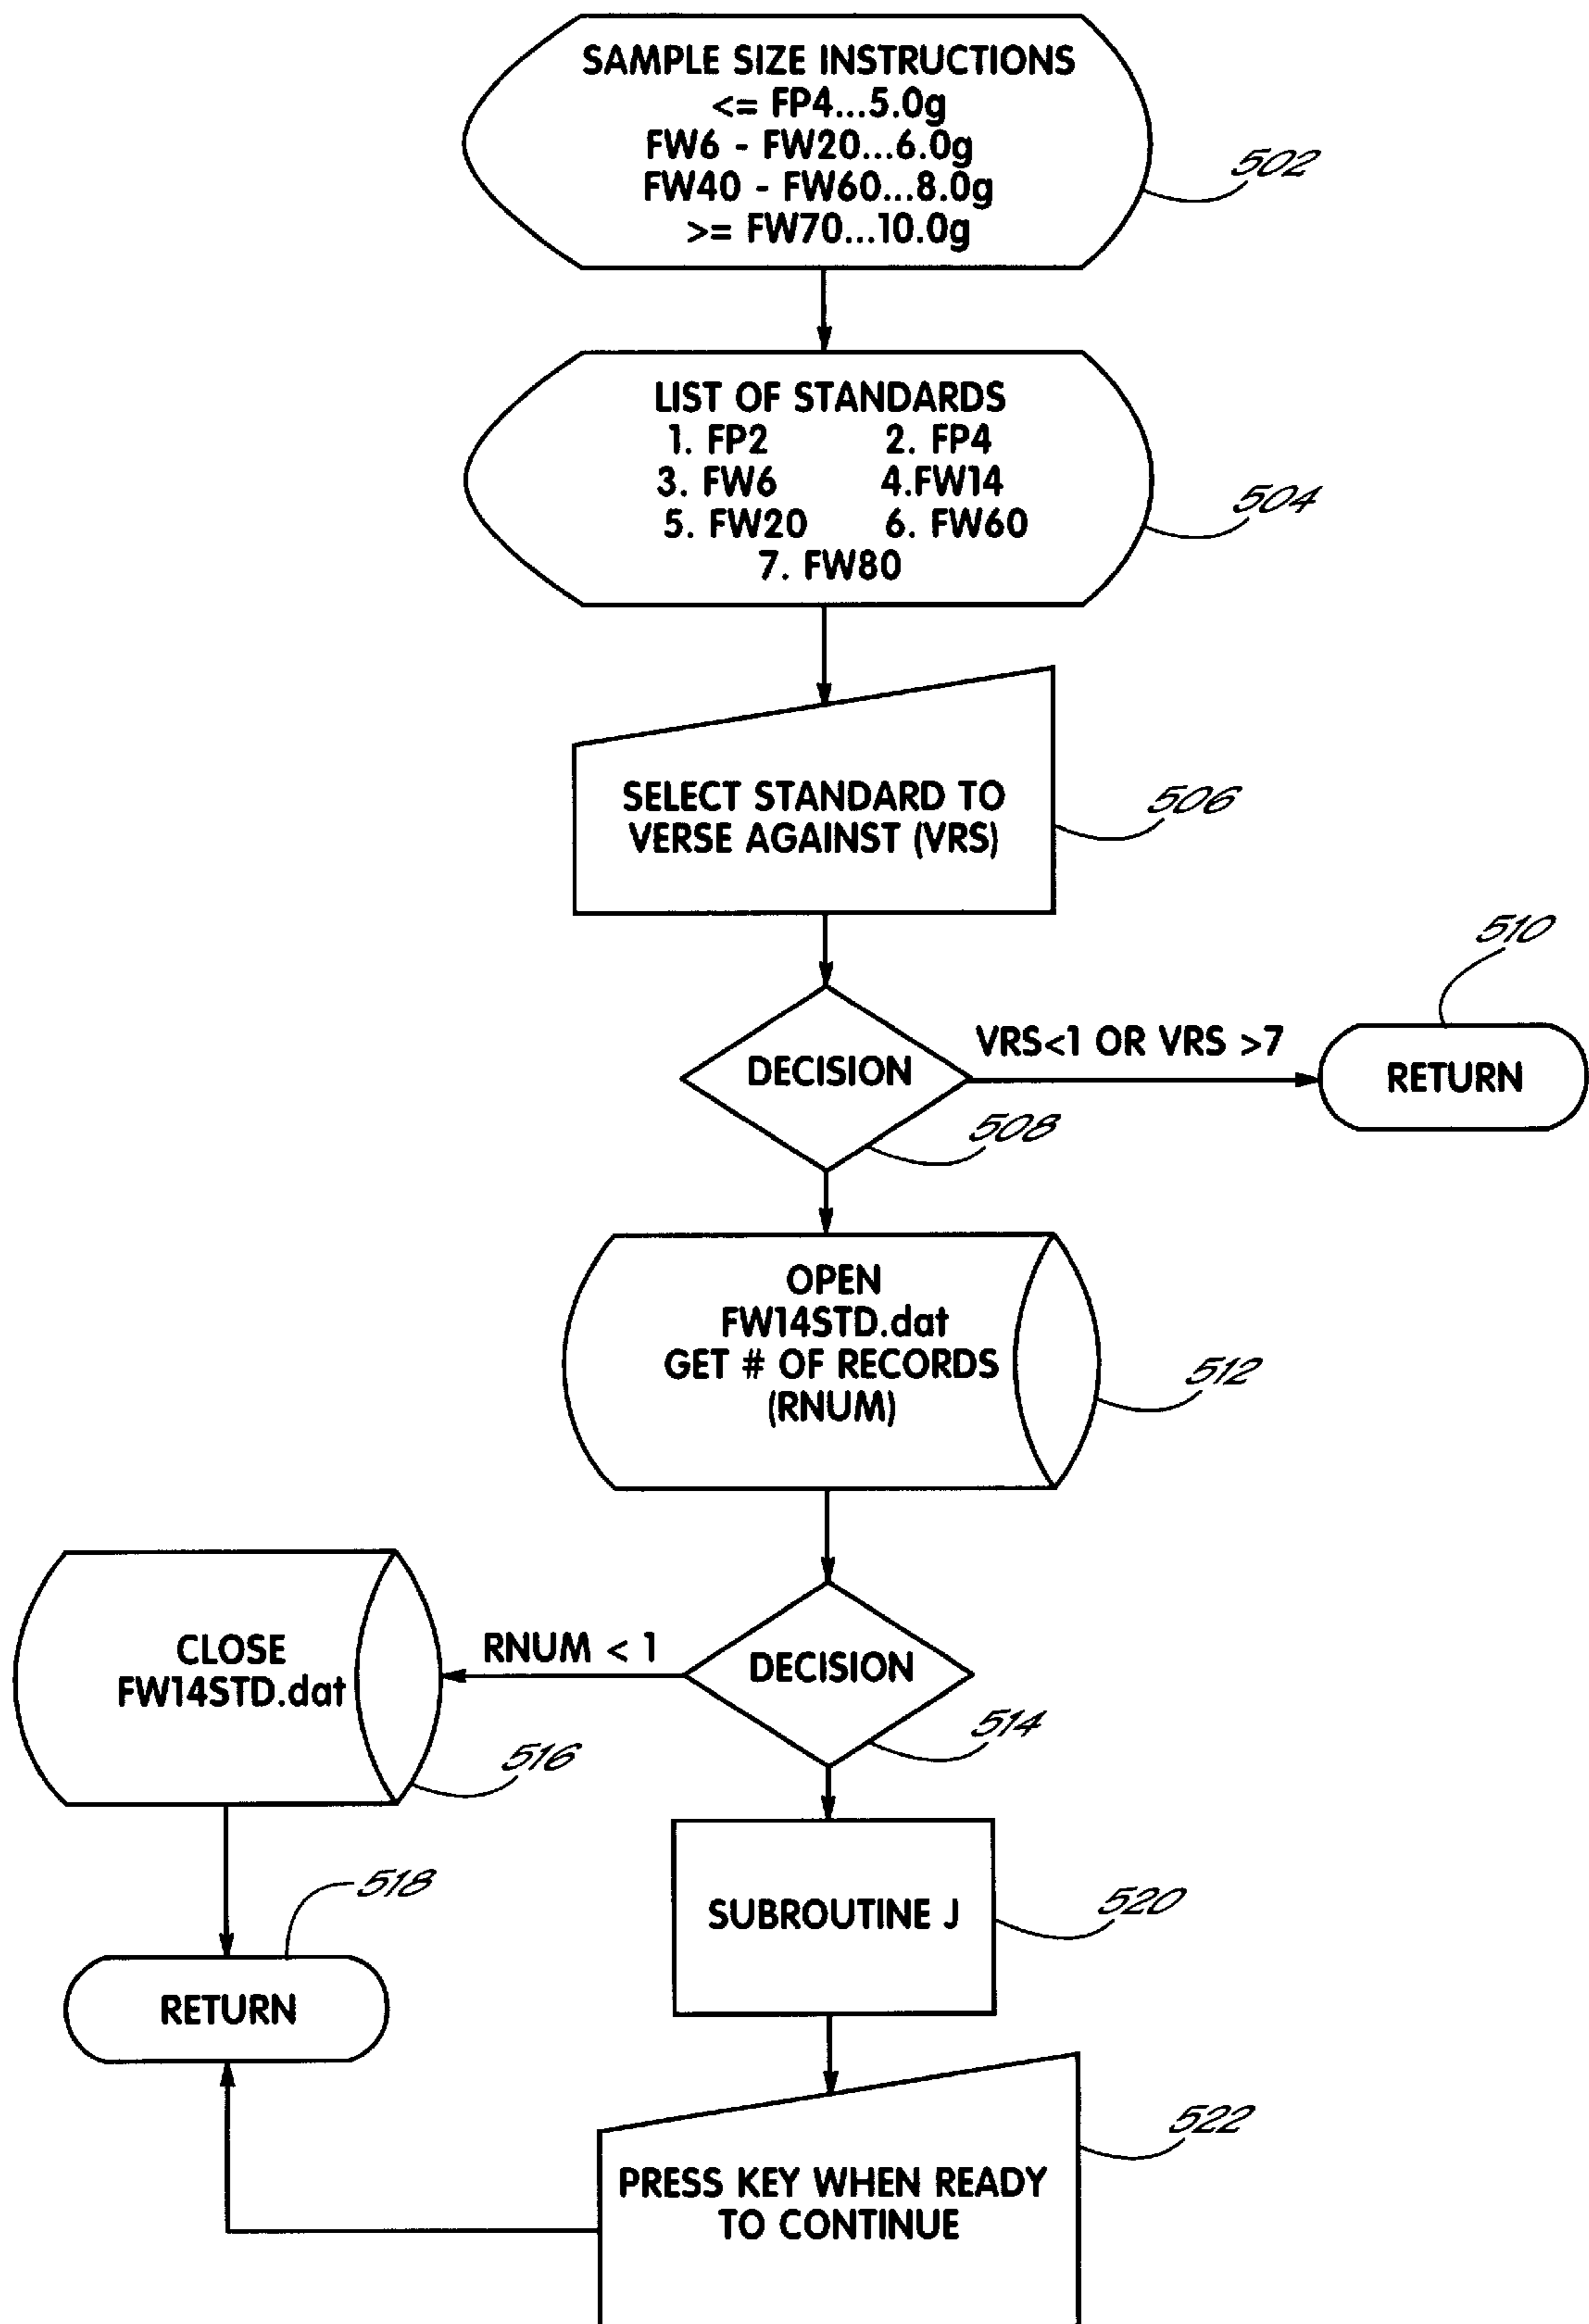 SAMPLE SIZE INSTRUCTIONS
<= FP4...5.0g
FW6 - FW20...6.0g
FW40 - FW60...8.0g
>= FW70...10.0g
502
LIST OF STANDARDS
1. FP2 2. FP4
3. FW6 4.FW14
5. FW20 6. FW60
7. FW80
504
SELECT STANDARD TO
VERSE AGAINST (VRS)
506
510
VRS<1 OR VRS >7
DECISION
RETURN
508
OPEN
FW14STD.dat
GET # OF RECORDS
(RNUM)
512
CLOSE
FW14STD.dat
RNUM < 1
DECISION
514
516
518
SUBROUTINE J
520
RETURN
522
PRESS KEY WHEN READY
TO CONTINUE